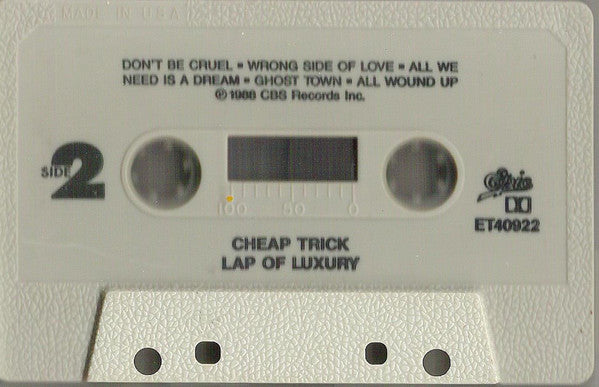 MADE IN U.S.A
DON'T BE CRUEL • WRONG SIDE OF LOVE • ALL WE
NEED IS A DREAM • GHOST TOWN • ALL WOUND UP
℗1988 CBS Records Inc.
SIDE 2
Epic
100 50 0
ET40922
CHEAP TRICK
LAP OF LUXURY